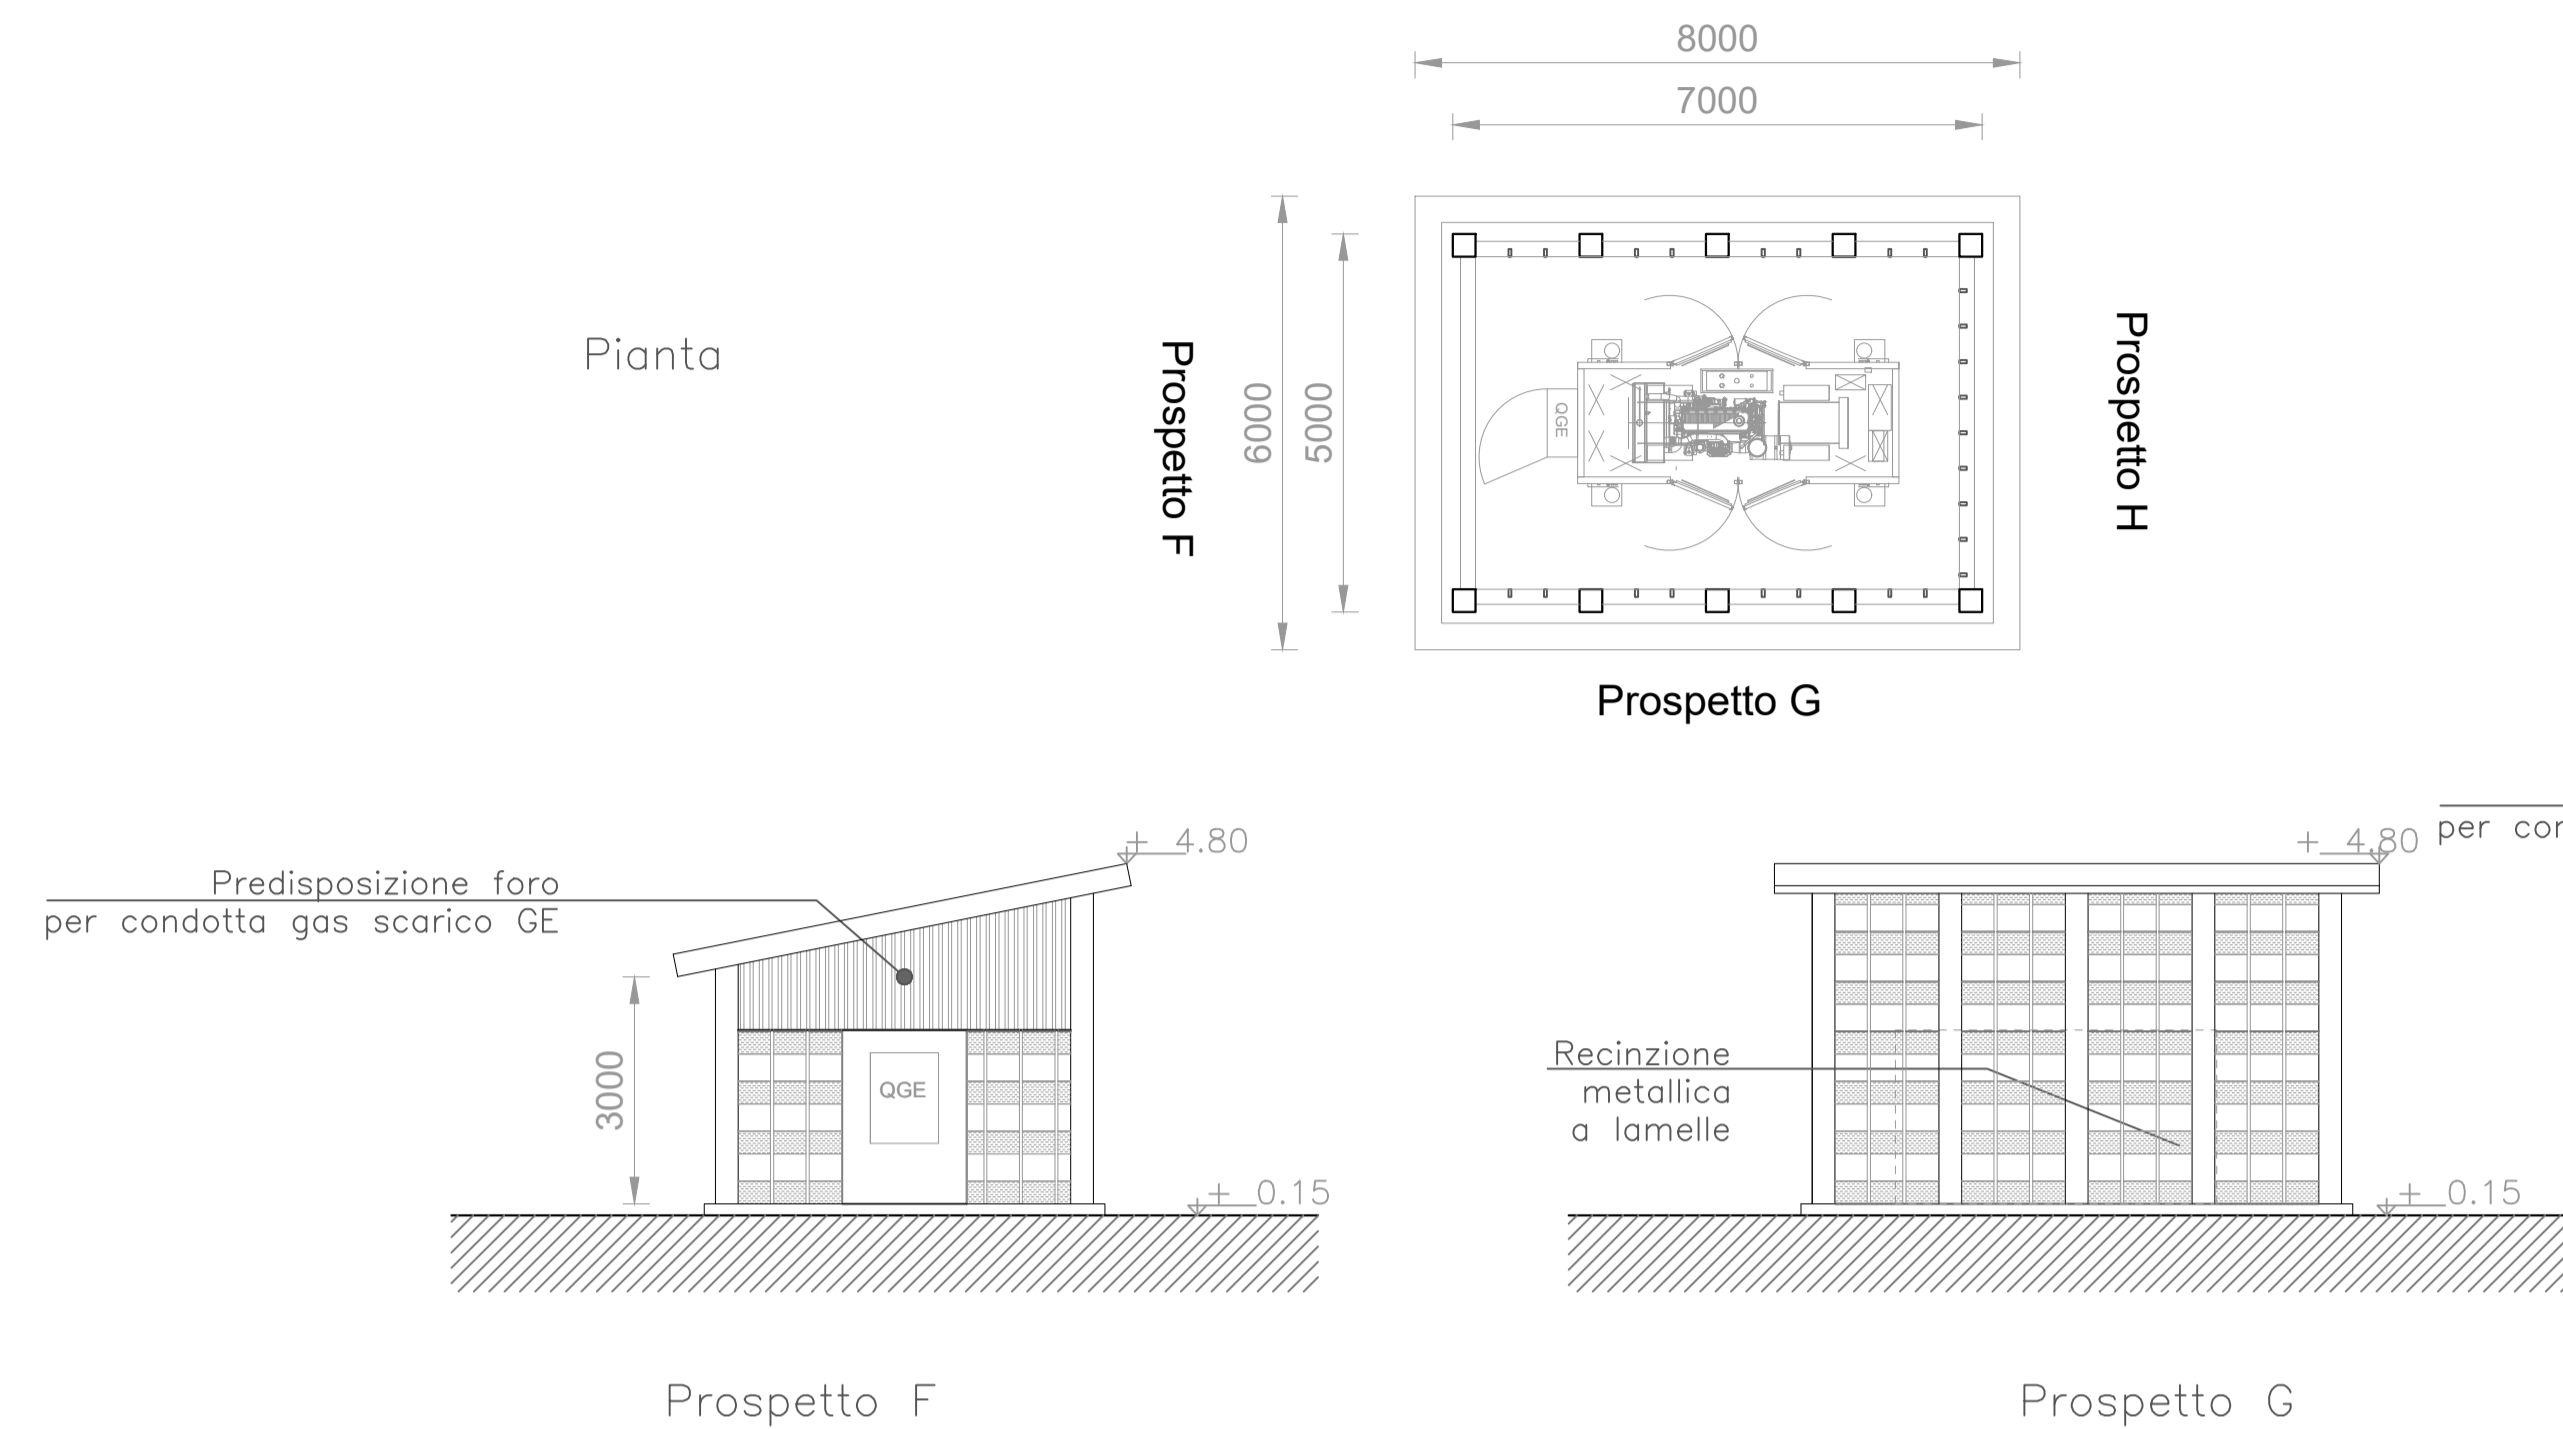 8000
7000
Pianta
Prospetto F
6000
5000
QGE
Prospetto H
Prospetto G
+ 4.80
+ 4.80
per cor
Predisposizione foro
per condotta gas scarico GE
3000
QGE
Recinzione
metallica
a lamelle
+ 0.15
+ 0.15
Prospetto F
Prospetto G